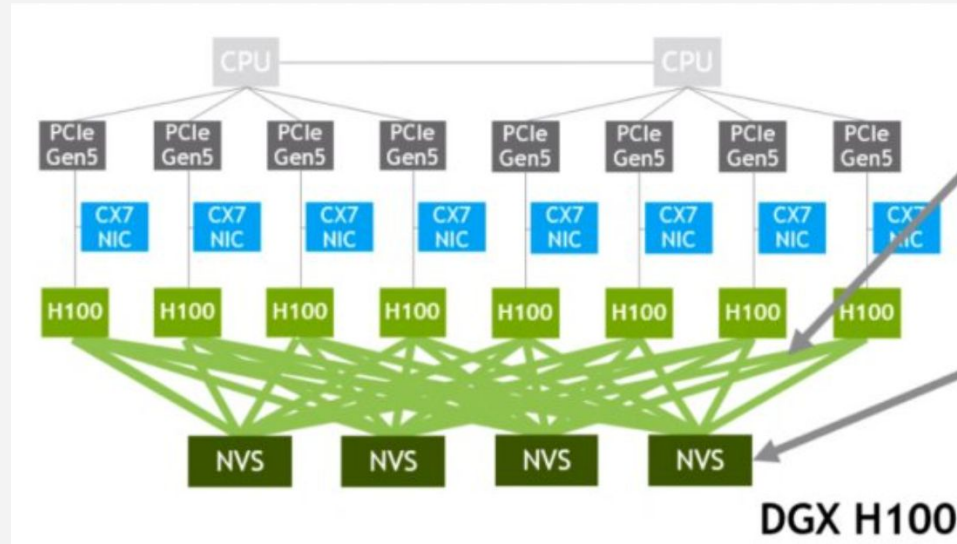 CPU
CPU
PCIe
Gen5
PCIe
Gen5
PCIe
Gen5
PCIe
Gen5
PCIe
Gen5
PCIe
Gen5
PCIe
Gen5
PCIe
Gen5
CX7
NIC
CX7
NIC
CX7
NIC
CX7
NIC
CX7
NIC
CX7
NIC
CX7
NIC
CX7
NIC
H100
H100
H100
H100
H100
H100
H100
H100
NVS
NVS
NVS
NVS
DGX H100